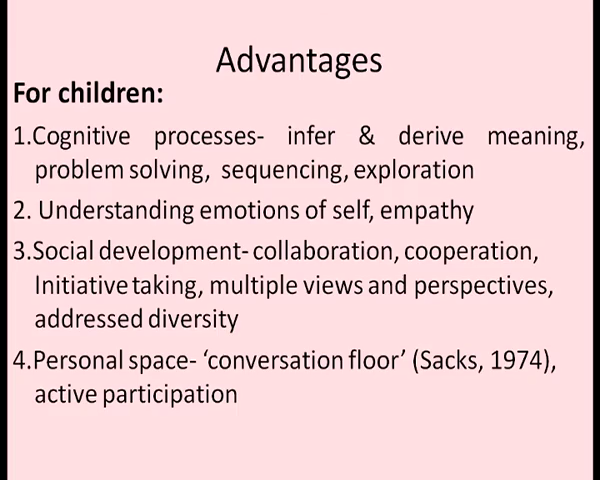 Advantages
For children:
1.Cognitive processes- infer & derive meaning,
problem solving, sequencing, exploration
2. Understanding emotions of self, empathy
3.Social development- collaboration, cooperation,
Initiative taking, multiple views and perspectives,
addressed diversity
4.Personal space- ‘conversation floor’ (Sacks, 1974),
active participation